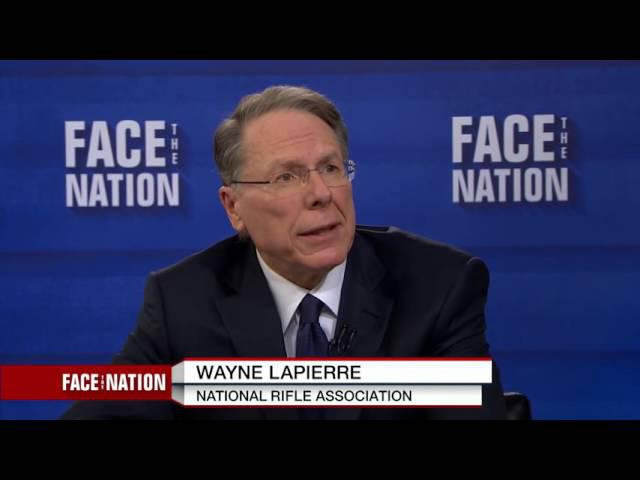 FACE THE
NATION
FACE THE
NATION
WAYNE LAPIERRE
FACE THE NATION
NATIONAL RIFLE ASSOCIATION